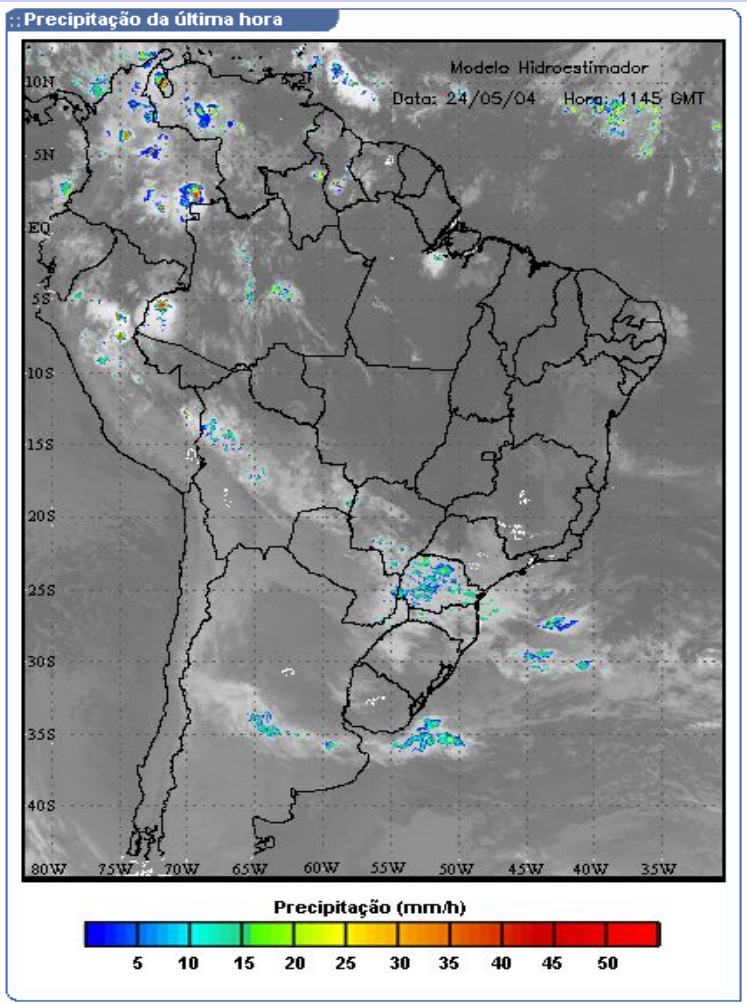 :: Precipitação da última hora
Modelo Hidroestimador
Data: 24/05/04 Hora: 1145 GMT
10N
5N
EQ
5S
10S
15S
20S
25S
30S
35S
40S
80W 75W 70W 65W 60W 55W 50W 45W 40W 35W
Precipitação (mm/h)
5 10 15 20 25 30 35 40 45 50